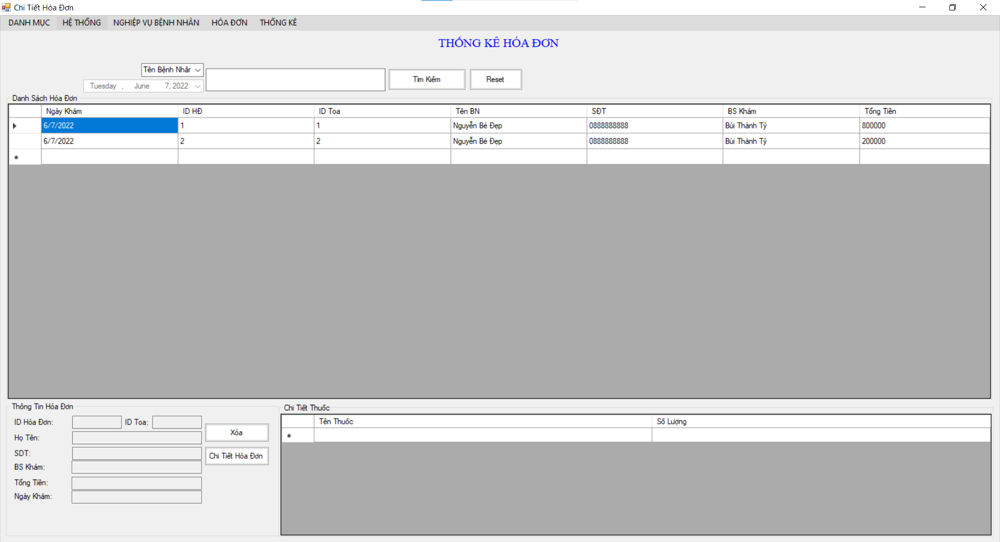 Chi Tiết Hóa Đơn
DANH MỤC HỆ THỐNG NGHIỆP VỤ BỆNH NHÂN HÓA ĐƠN THỐNG KÊ
THỐNG KÊ HÓA ĐƠN
Tên Bệnh Nhâr
Tuesday , June 7, 2022
Tìm Kiếm Reset
Danh Sách Hóa Đơn
Ngày Khám ID HĐ ID Toa Tên BN SĐT BS Khám Tổng Tiền
6/7/2022 1 1 Nguyễn Bé Đẹp 0888888888 Bùi Thành Tỷ 800000
6/7/2022 2 2 Nguyễn Bé Đẹp 0888888888 Bùi Thành Tỷ 200000
Thông Tin Hóa Đơn
ID Hóa Đơn: ID Toa:
Họ Tên:
SDT:
BS Khám:
Tổng Tiền:
Ngày Khám:
Xóa
Chi Tiết Hóa Đơn
Chi Tiết Thuốc
Tên Thuốc Số Lượng